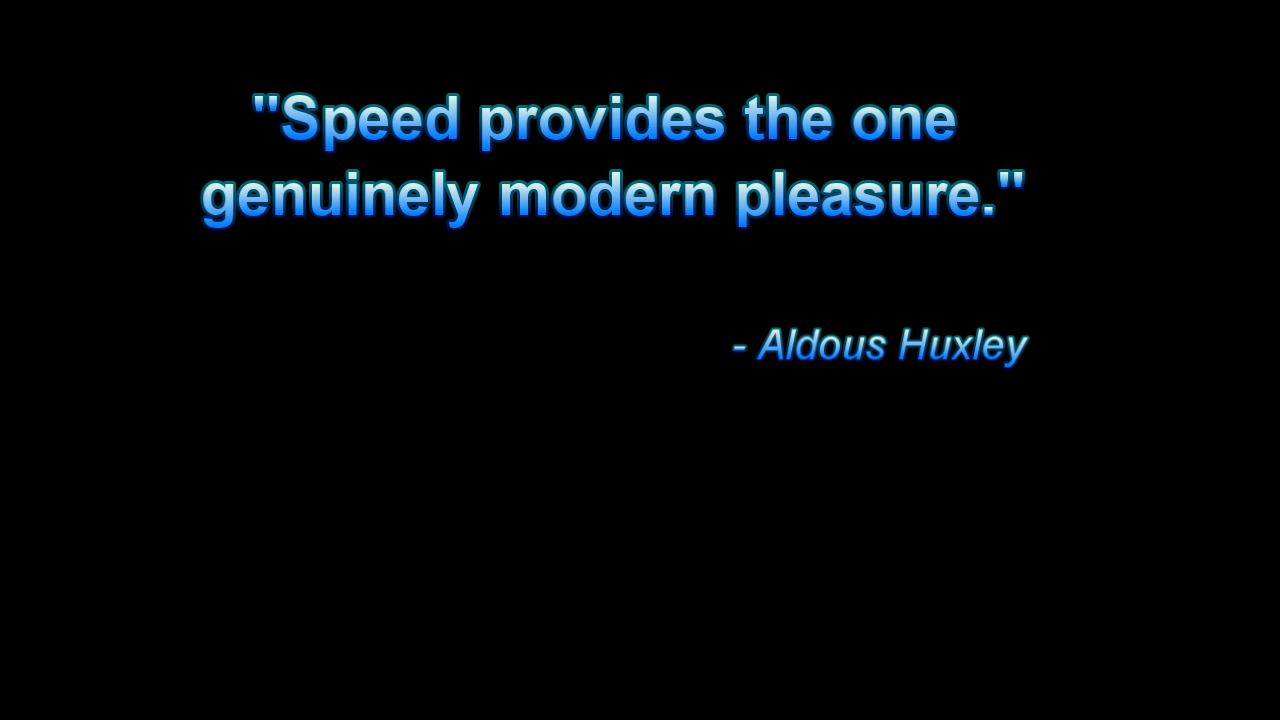 "Speed provides the one
genuinely modern pleasure."
- Aldous Huxley